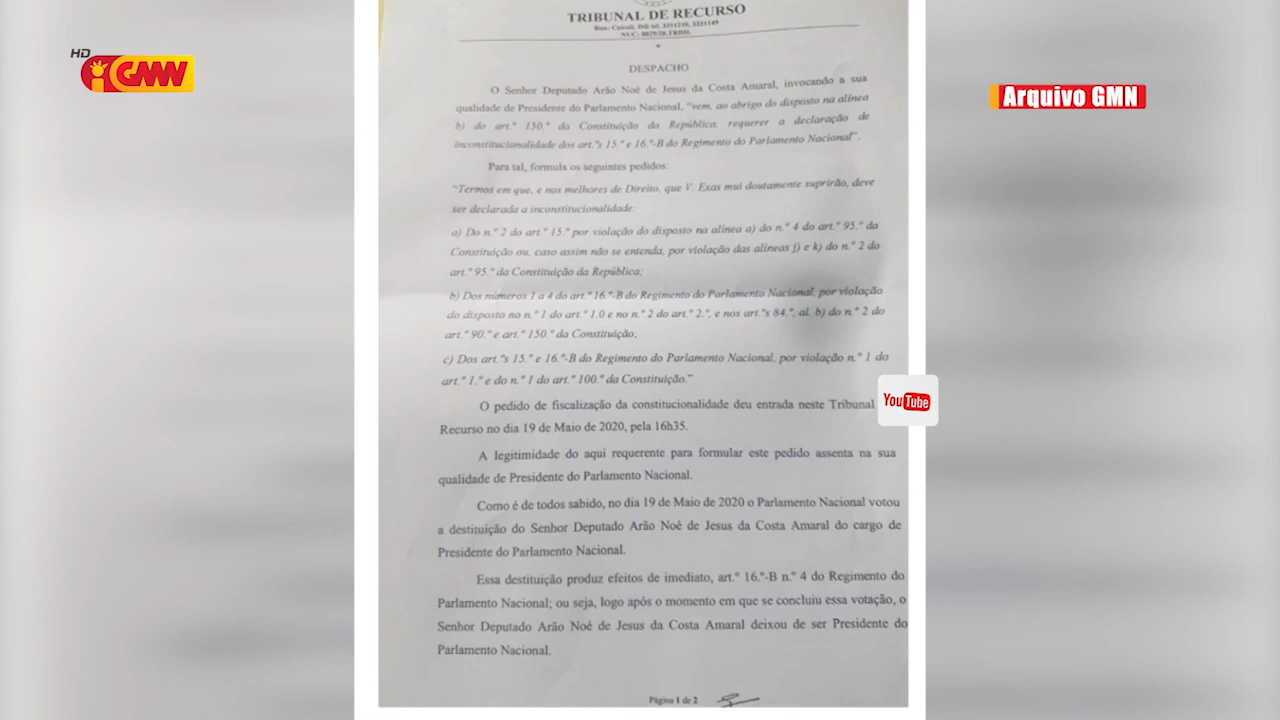 HD
GMN
Arquivo GMN
TRIBUNAL DE RECURSO
DESPACHO
O Senhor Deputado Arão Noé de Jesus da Costa Amaral, invocando a sua
qualidade de Presidente do Parlamento Nacional, “vem, ao abrigo do disposto na alínea
b) do art.º 150.º da Constituição da República, requerer a declaração de
inconstitucionalidade dos art.ºs 15.º e 16.º-B do Regimento do Parlamento Nacional”.
Para tal, formula os seguintes pedidos:
“Termos em que, e nos melhores de Direito, que V. Exas mui doutamente suprirão, deve
ser declarada a inconstitucionalidade:
a) Do n.º 2 do art.º 15.º por violação do disposto na alínea a) do n.º 4 do art.º 95.º da
Constituição ou, caso assim não se entenda, por violação das alíneas j) e k) do n.º 2 do
art.º 95.º da Constituição da República;
b) Dos números 1 a 4 do art.º 16.º-B do Regimento do Parlamento Nacional, por violação
do disposto no n.º 1 do art.º 1.0 e no n.º 2 do art.º 2.º, e nos art.ºs 84.º, al. b) do n.º 2 do
art.º 90.º e art.º 150.º da Constituição;
c) Dos art.ºs 15.º e 16.º-B do Regimento do Parlamento Nacional, por violação n.º 1 do
art.º 1.º e do n.º 1 do art.º 100.º da Constituição.”
O pedido de fiscalização da constitucionalidade deu entrada neste Tribunal
Recurso no dia 19 de Maio de 2020, pela 16h35.
YouTube
A legitimidade do aqui requerente para formular este pedido assenta na sua
qualidade de Presidente do Parlamento Nacional.
Como é de todos sabido, no dia 19 de Maio de 2020 o Parlamento Nacional votou
a destituição do Senhor Deputado Arão Noé de Jesus da Costa Amaral do cargo de
Presidente do Parlamento Nacional.
Essa destituição produz efeitos de imediato, art.º 16.º-B n.º 4 do Regimento do
Parlamento Nacional; ou seja, logo após o momento em que se concluiu essa votação, o
Senhor Deputado Arão Noé de Jesus da Costa Amaral deixou de ser Presidente do
Parlamento Nacional.
Página 1 de 2